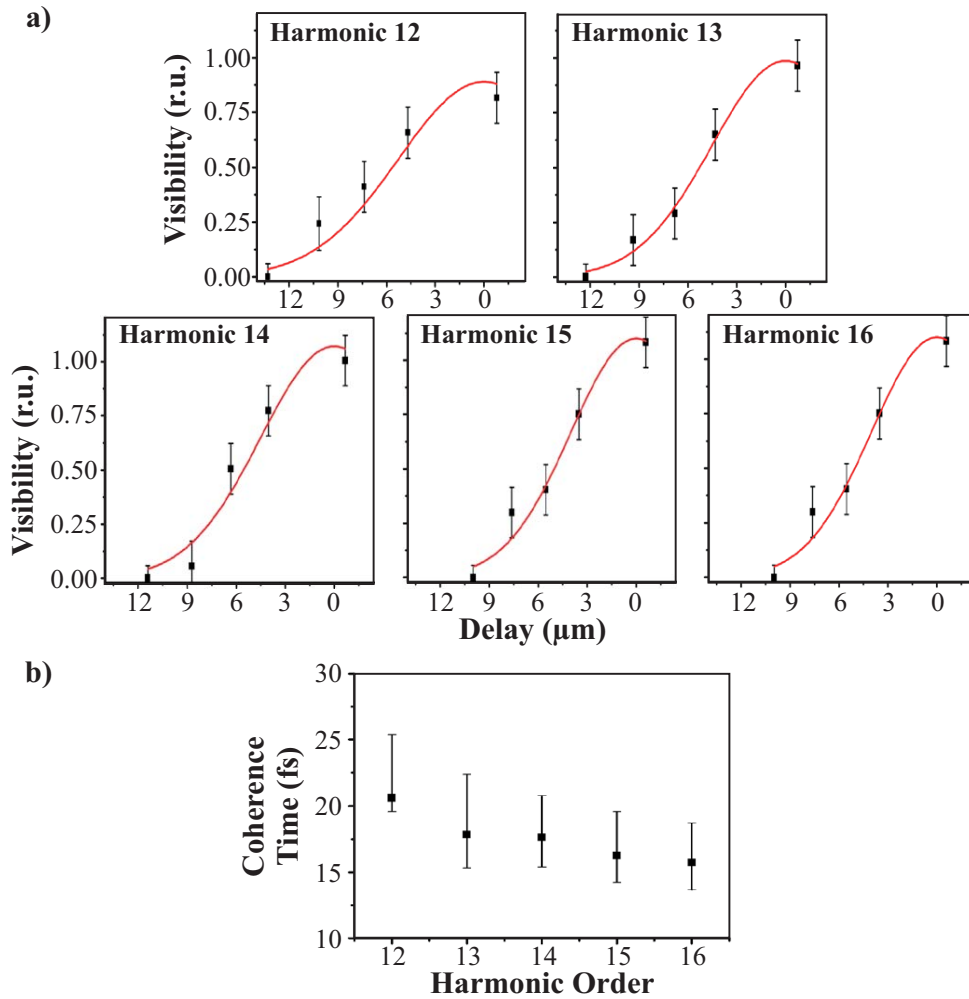 a)
Harmonic 12
Harmonic 13
Visibility (r.u.)
1.00
0.75
0.50
0.25
0.00
12 9 6 3 0
12 9 6 3 0
Harmonic 14
Harmonic 15
Harmonic 16
Visibility (r.u.)
1.00
0.75
0.50
0.25
0.00
12 9 6 3 0
12 9 6 3 0
12 9 6 3 0
Delay (µm)
b)
Coherence
Time (fs)
30
25
20
15
10
12 13 14 15 16
Harmonic Order